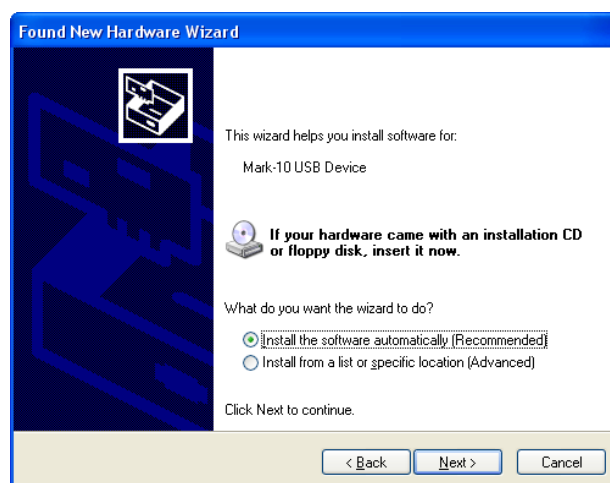 Found New Hardware Wizard
This wizard helps you install software for:
Mark-10 USB Device
If your hardware came with an installation CD
or floppy disk, insert it now.
What do you want the wizard to do?
Install the software automatically (Recommended)
Install from a list or specific location (Advanced)
Click Next to continue.
< Back Next > Cancel